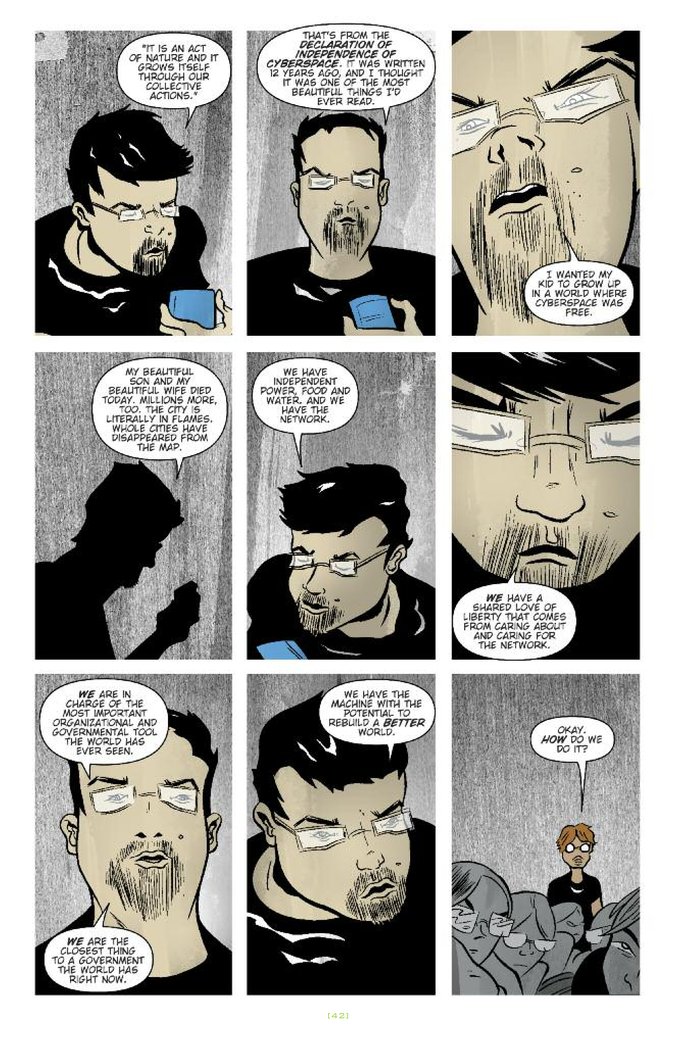 "IT IS AN ACT
OF NATURE AND IT
GROWS ITSELF
THROUGH OUR
COLLECTIVE
ACTIONS."
THAT'S FROM THE
DECLARATION OF
INDEPENDENCE OF
CYBERSPACE. IT WAS WRITTEN
12 YEARS AGO, AND I THOUGHT
IT WAS ONE OF THE MOST
BEAUTIFUL THINGS I'D
EVER READ.
I WANTED MY
KID TO GROW UP
IN A WORLD WHERE
CYBERSPACE WAS
FREE.
MY BEAUTIFUL
SON AND MY
BEAUTIFUL WIFE DIED
TODAY. MILLIONS MORE,
TOO. THE CITY IS
LITERALLY IN FLAMES.
WHOLE CITIES HAVE
DISAPPEARED FROM
THE MAP.
WE HAVE
INDEPENDENT
POWER, FOOD AND
WATER. AND WE
HAVE THE
NETWORK.
WE HAVE A
SHARED LOVE OF
LIBERTY THAT COMES
FROM CARING ABOUT
AND CARING FOR
THE NETWORK.
WE ARE IN
CHARGE OF THE
MOST IMPORTANT
ORGANIZATIONAL AND
GOVERNMENTAL TOOL
THE WORLD HAS
EVER SEEN.
WE ARE THE
CLOSEST THING
TO A GOVERNMENT
THE WORLD HAS
RIGHT NOW.
WE HAVE THE
MACHINE WITH THE
POTENTIAL TO
REBUILD A BETTER
WORLD.
OKAY.
HOW DO WE
DO IT?
[42]